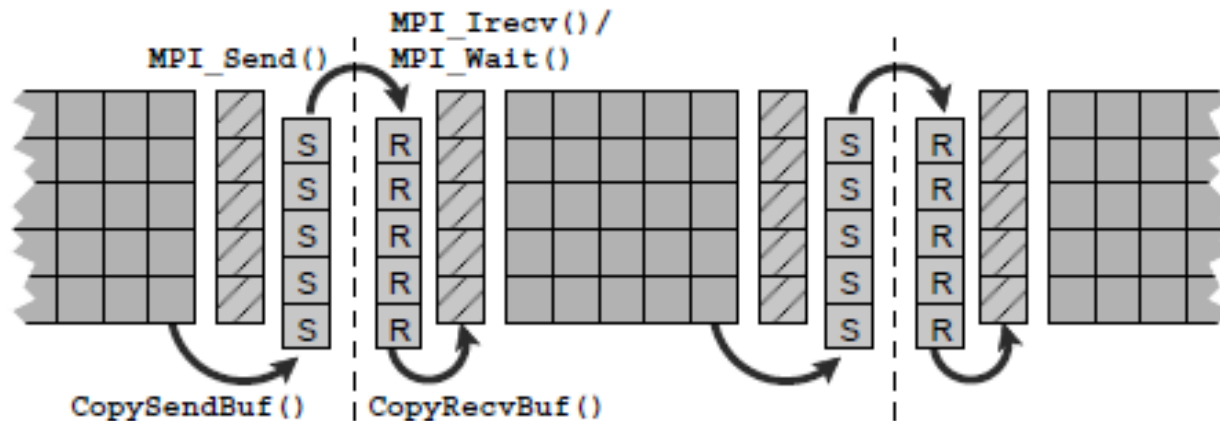 MPI_Irecv()/
MPI_Send() MPI_Wait()
S R S R
S R S R
S R S R
S R S R
S R S R
CopySendBuf() CopyRecvBuf()